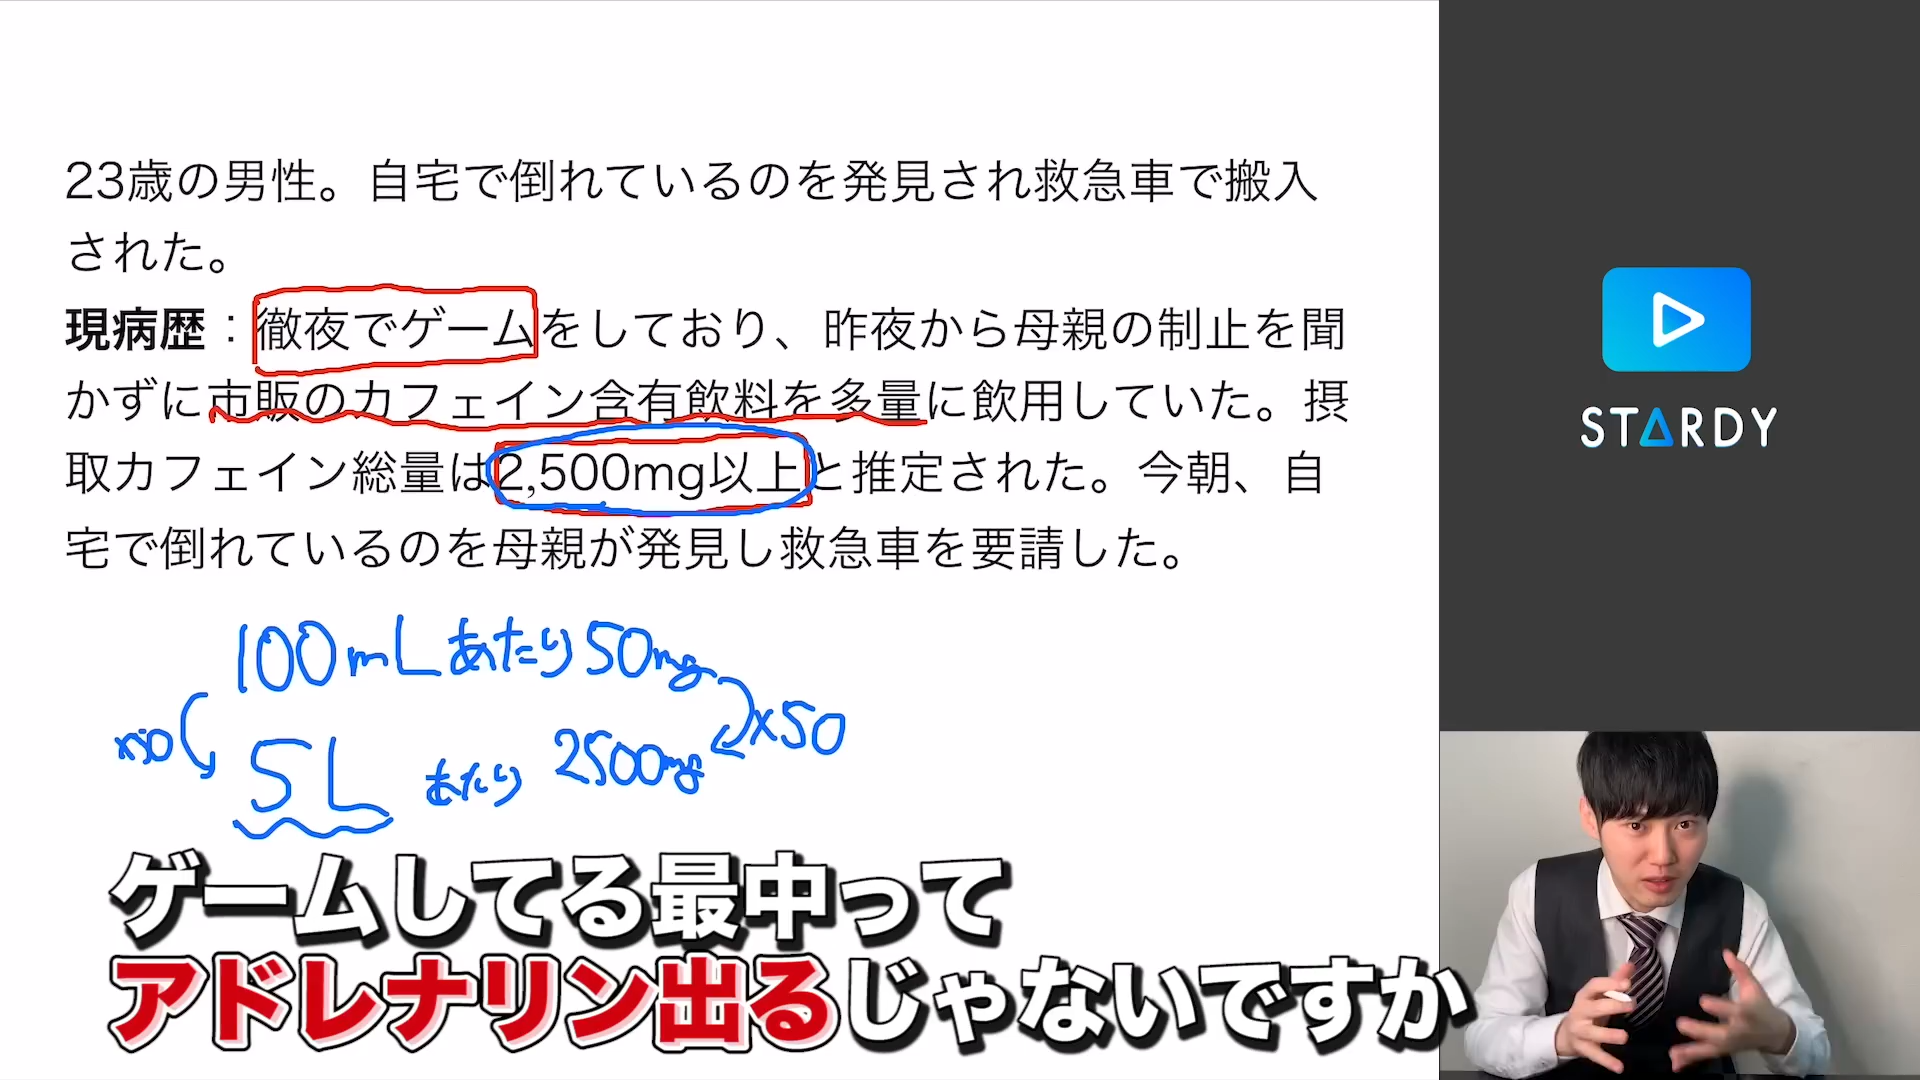 23歳の男性。自宅で倒れているのを発見され救急車で搬入
された。
現病歴：徹夜でゲームをしており、昨夜から母親の制止を聞
かずに市販のカフェイン含有飲料を多量に飲用していた。摂
取カフェイン総量は2,500mg以上と推定された。今朝、自
宅で倒れているのを母親が発見し救急車を要請した。
100mLあたり50mg
×50
×50
5L あたり 2500mg
ゲームしてる最中って
アドレナリン出るじゃないですか
STARDY